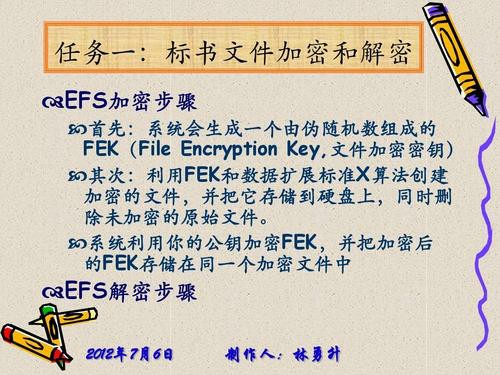 任务一：标书文件加密和解密
EFS加密步骤
首先：系统会生成一个由伪随机数组成的
FEK（File Encryption Key,文件加密密钥）
其次：利用FEK和数据扩展标准X算法创建
加密的文件，并把它存储到硬盘上，同时删
除未加密的原始文件。
系统利用你的公钥加密FEK，并把加密后
的FEK存储在同一个加密文件中
EFS解密步骤
2012年7月6日 制作人：林勇升